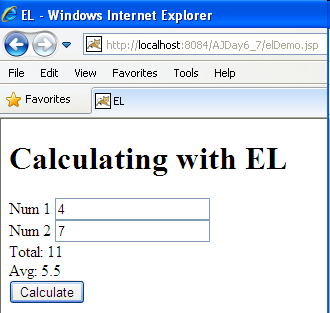 EL - Windows Internet Explorer
http://localhost:8084/AJDay6_7/elDemo.jsp
File Edit View Favorites Tools Help
Favorites EL
Calculating with EL
Num 1 4
Num 2 7
Total: 11
Avg: 5.5
Calculate